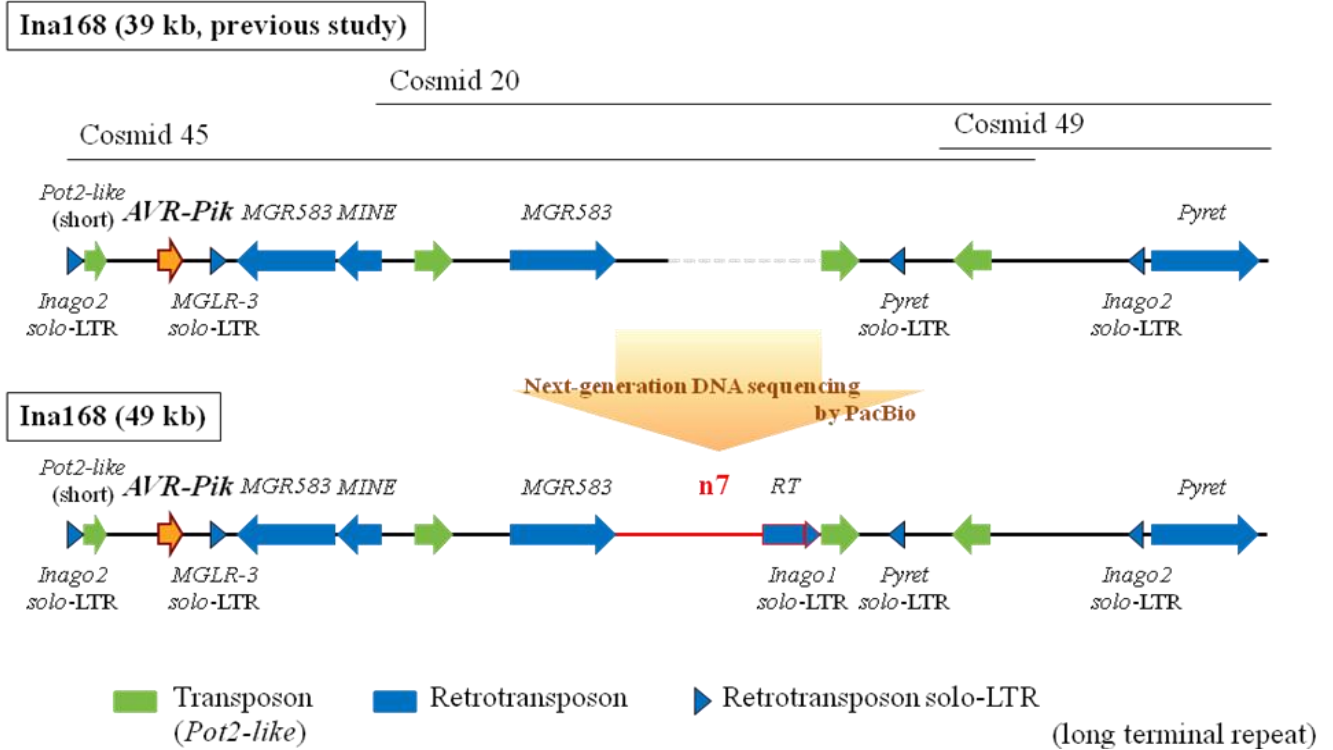 Ina168 (39 kb, previous study)
Cosmid 20
Cosmid 49
Cosmid 45
Pot2-like
(short) AVR-Pik MGR583 MINE MGR583 Pyret
Inago2 MGLR-3 Pyret Inago2
solo-LTR solo-LTR solo-LTR solo-LTR
Next-generation DNA sequencing
by PacBio
Ina168 (49 kb)
Pot2-like
(short) AVR-Pik MGR583 MINE MGR583 n7 RT Pyret
Inago2 MGLR-3 Inago1 Pyret Inago2
solo-LTR solo-LTR solo-LTR solo-LTR solo-LTR
Transposon Retrotransposon Retrotransposon solo-LTR
(Pot2-like) (long terminal repeat)